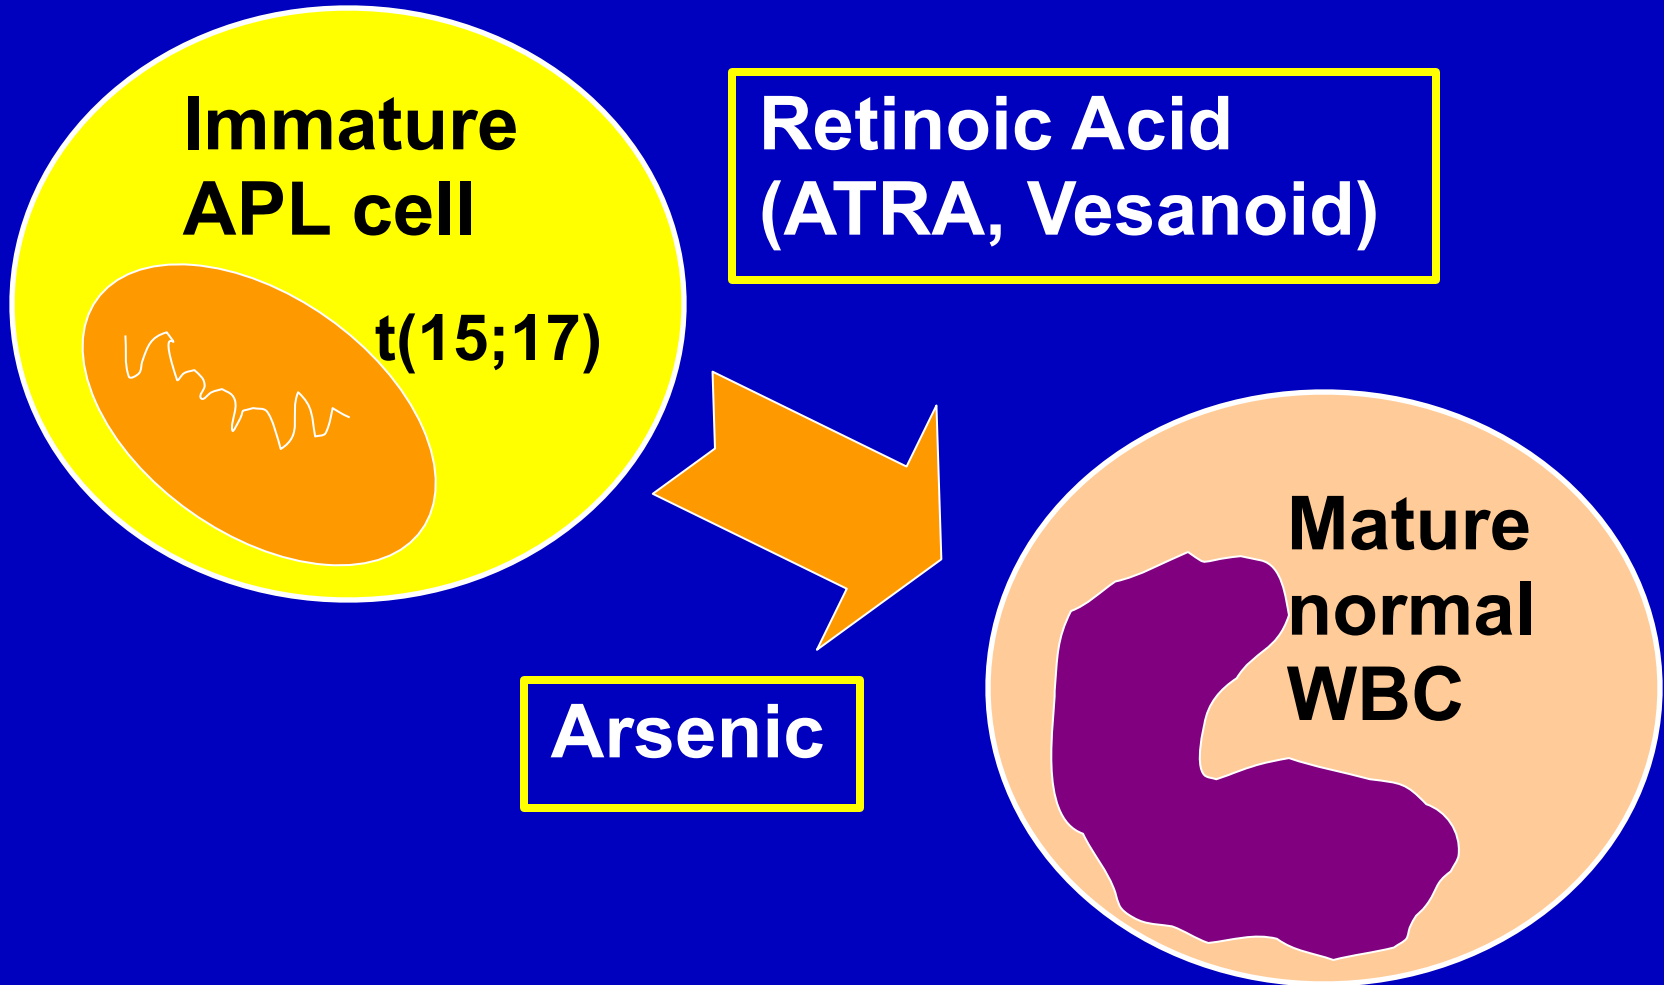 Immature
APL cell
t(15;17)
Retinoic Acid
(ATRA, Vesanoid)
Arsenic
Mature
normal
WBC